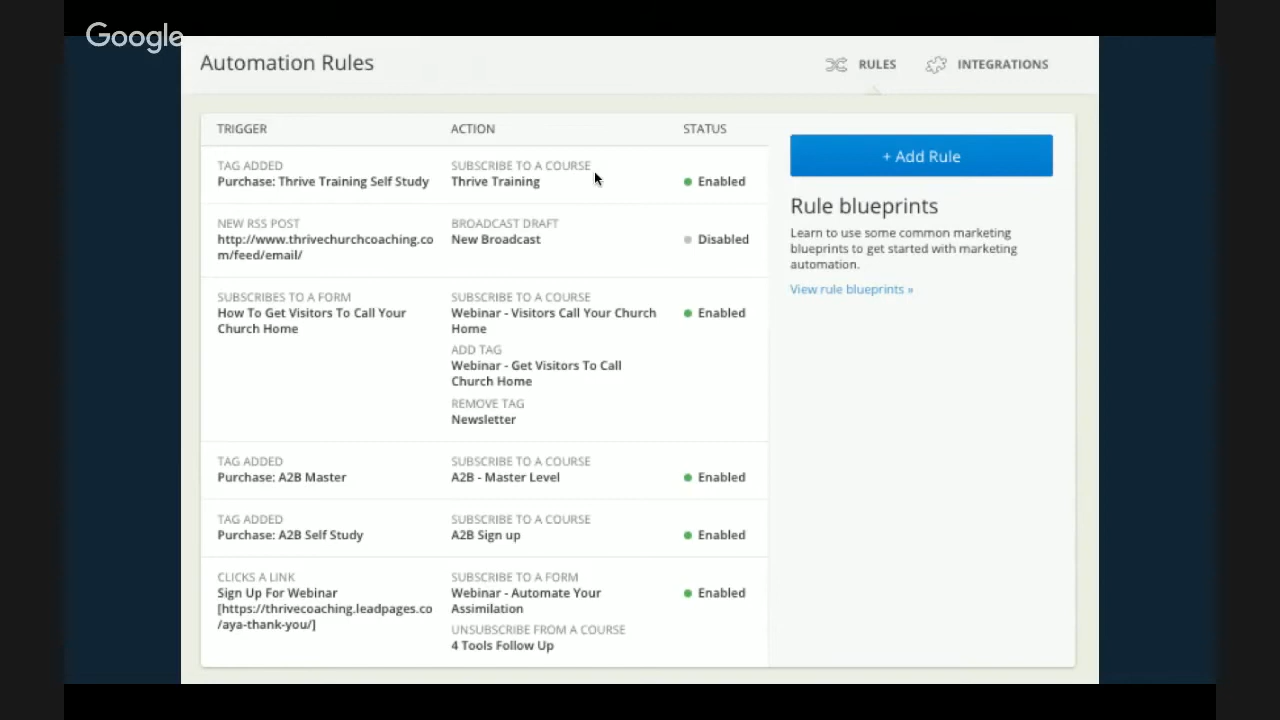 Google
Automation Rules
RULES
INTEGRATIONS
TRIGGER
ACTION
STATUS
TAG ADDED
Purchase: Thrive Training Self Study
SUBSCRIBE TO A COURSE
Thrive Training
Enabled
NEW RSS POST
http://www.thrivechurchcoaching.co
m/feed/email/
BROADCAST DRAFT
New Broadcast
Disabled
SUBSCRIBES TO A FORM
How To Get Visitors To Call Your
Church Home
SUBSCRIBE TO A COURSE
Webinar - Visitors Call Your Church
Home
ADD TAG
Webinar - Get Visitors To Call
Church Home
REMOVE TAG
Newsletter
Enabled
TAG ADDED
Purchase: A2B Master
SUBSCRIBE TO A COURSE
A2B - Master Level
Enabled
TAG ADDED
Purchase: A2B Self Study
SUBSCRIBE TO A COURSE
A2B Sign up
Enabled
CLICKS A LINK
Sign Up For Webinar
[https://thrivecoaching.leadpages.co
/aya-thank-you/]
SUBSCRIBE TO A FORM
Webinar - Automate Your
Assimilation
UNSUBSCRIBE FROM A COURSE
4 Tools Follow Up
Enabled
+ Add Rule
Rule blueprints
Learn to use some common marketing
blueprints to get started with marketing
automation.
View rule blueprints »